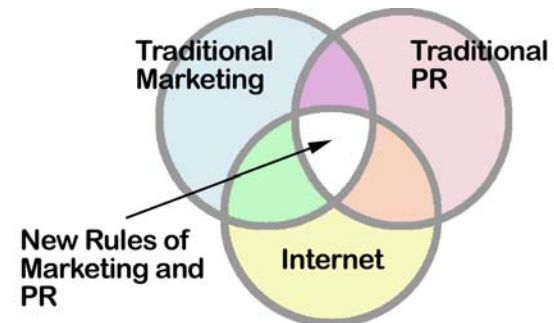 Traditional
Marketing
Traditional
PR
New Rules of
Marketing and
PR
Internet